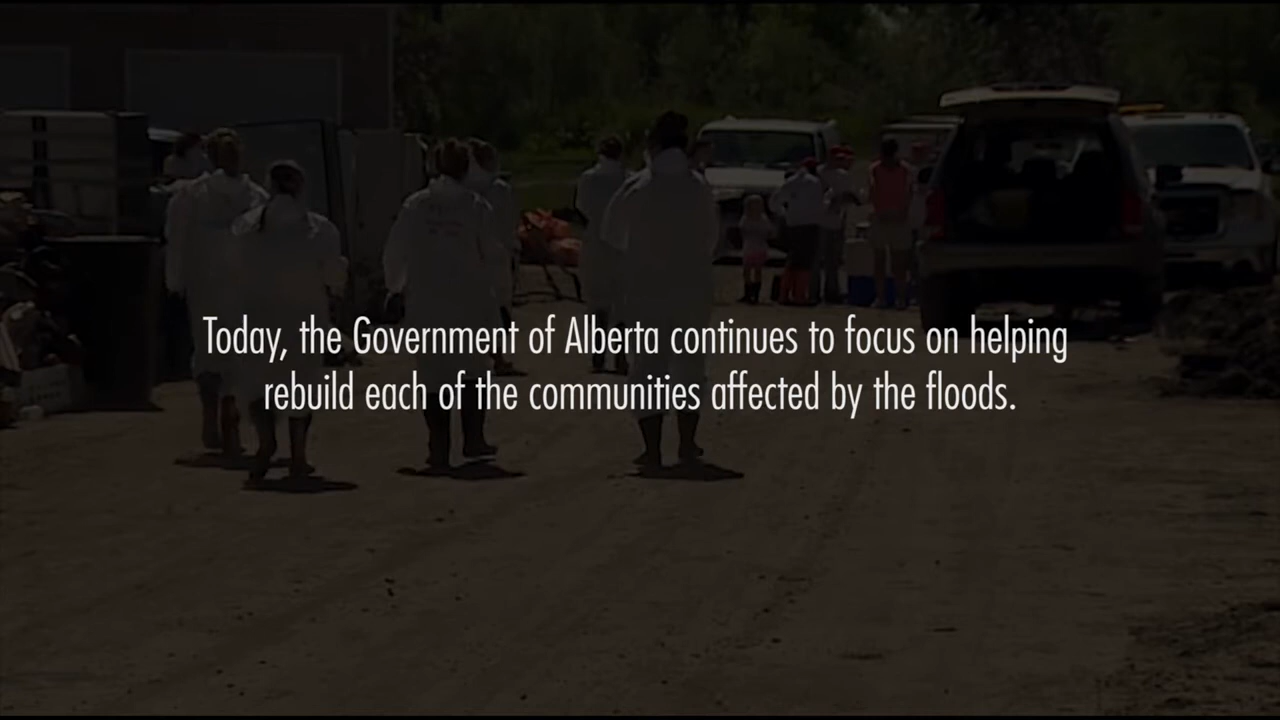 Today, the Government of Alberta continues to focus on helping
rebuild each of the communities affected by the floods.